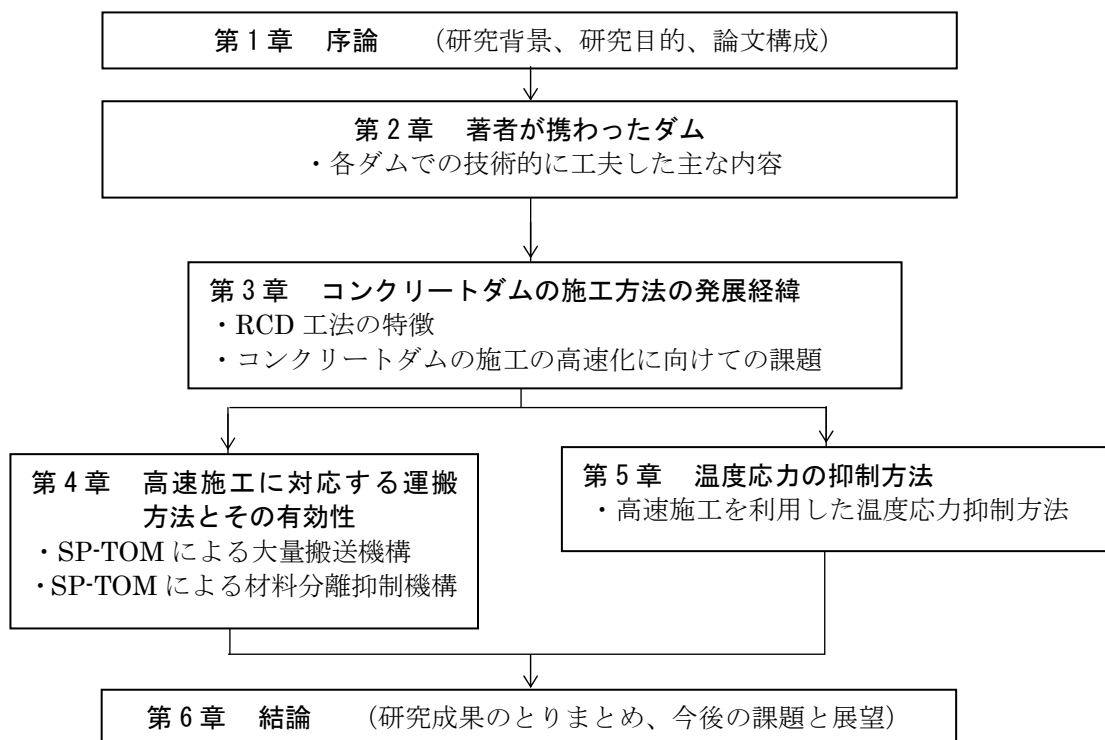 第1章 序論 (研究背景、研究目的、論文構成)
第2章 著者が携わったダム
・各ダムでの技術的に工夫した主な内容
第3章 コンクリートダムの施工方法の発展経緯
・RCD 工法の特徴
・コンクリートダムの施工の高速化に向けての課題
第4章 高速施工に対応する運搬
方法とその有効性
・SP-TOM による大量搬送機構
・SP-TOM による材料分離抑制機構
第5章 温度応力の抑制方法
・高速施工を利用した温度応力抑制方法
第6章 結論 (研究成果のとりまとめ、今後の課題と展望)